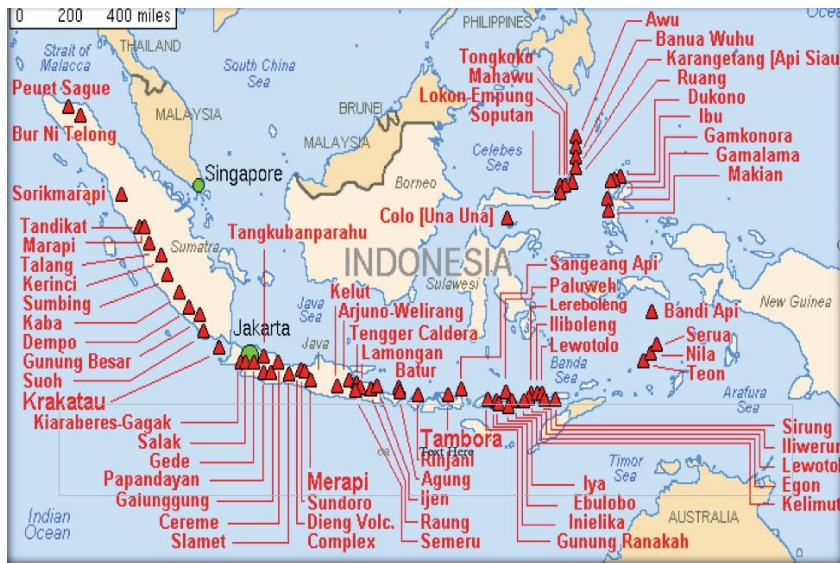 0 200 400 miles
THAILAND
Strait of
Malacca
South China
Sea
PHILIPPINES
MALAYSIA
BRUNEI
MALAYSIA
Singapore
Celebes
Sea
Borneo
Sumatra
INDONESIA
Sulawesi
Jakarta
Java
Sea
Java
Banda
Sea
New Guinea
Arafura
Sea
Timor
Sea
Indian
Ocean
AUSTRALIA
Peuet Sague
Bur Ni Telong
Sorikmarapi
Tandikat
Marapi
Talang
Kerinci
Sumbing
Kaba
Dempo
Gunung Besar
Suoh
Krakatau
Kiaraberes-Gagak
Salak
Gede
Papandayan
Galunggung
Cereme
Slamet
Tangkubanparahu
Merapi
Sundoro
Dieng Volc.
Complex
Kelut
Arjuno-Welirang
Tengger Caldera
Lamongan
Batur
Tambora
Text Here
Rinjani
Agung
Ijen
Raung
Semeru
Colo [Una Una]
Tongkoko
Mahawu
Lokon Empung
Soputan
Awu
Banua Wuhu
Karangetang [Api Siau
Ruang
Dukono
Ibu
Gamkonora
Gamalama
Makian
Sangeang Api
Paluweh
Lereboleng
Iliboleng
Lewotolo
Bandi Api
Serua
Nila
Teon
Iya
Ebulobo
Inielika
Gunung Ranakah
Sirung
Iliwerun
Lewotol
Egon
Kelimut